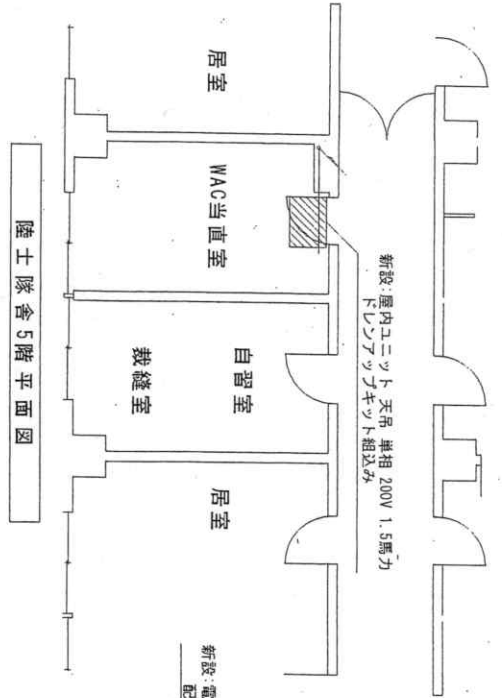 新設：屋内ユニット 天吊 単相 200V 1.5馬力
ドレンアップキット組込み
居室
WAC当直室
自習室
裁縫室
居室
新設：電
配
陸士隊舎5階平面図